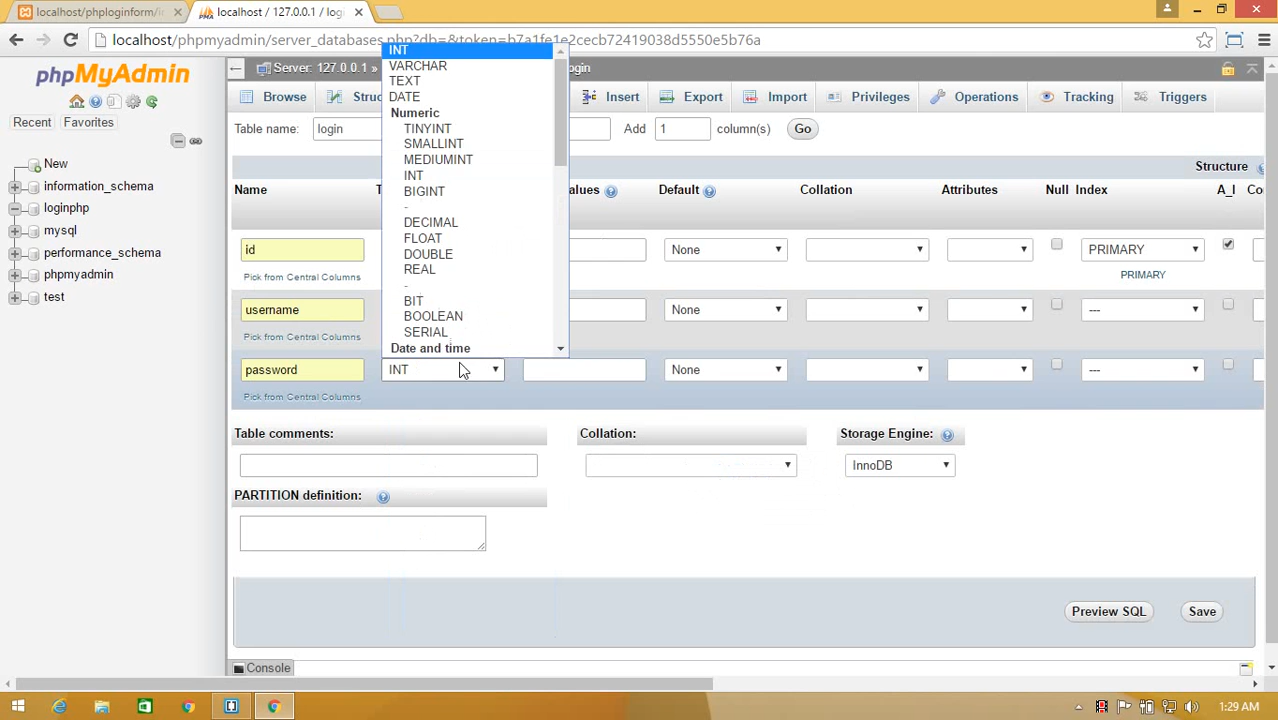 localhost/phploginform/in
localhost / 127.0.0.1 / logi
localhost/phpmyadmin/server_databases.php?db=&token=b7a1fe1e2cecb72419038d5550e5b76a
phpMyAdmin
Recent
Favorites
New
information_schema
loginphp
mysql
performance_schema
phpmyadmin
test
Server: 127.0.0.1 »
Browse
Insert
Export
Import
Privileges
Operations
Tracking
Triggers
Table name:
login
Add
1
column(s)
Go
Structure
Name
Default
Collation
Attributes
Null
Index
A_I
INT
VARCHAR
TEXT
DATE
Numeric
TINYINT
SMALLINT
MEDIUMINT
INT
BIGINT
-
DECIMAL
FLOAT
DOUBLE
REAL
-
BIT
BOOLEAN
SERIAL
Date and time
id
None
PRIMARY
Pick from Central Columns
PRIMARY
username
None
---
Pick from Central Columns
password
INT
None
---
Pick from Central Columns
Table comments:
Collation:
Storage Engine:
InnoDB
PARTITION definition:
Preview SQL
Save
Console
1:29 AM